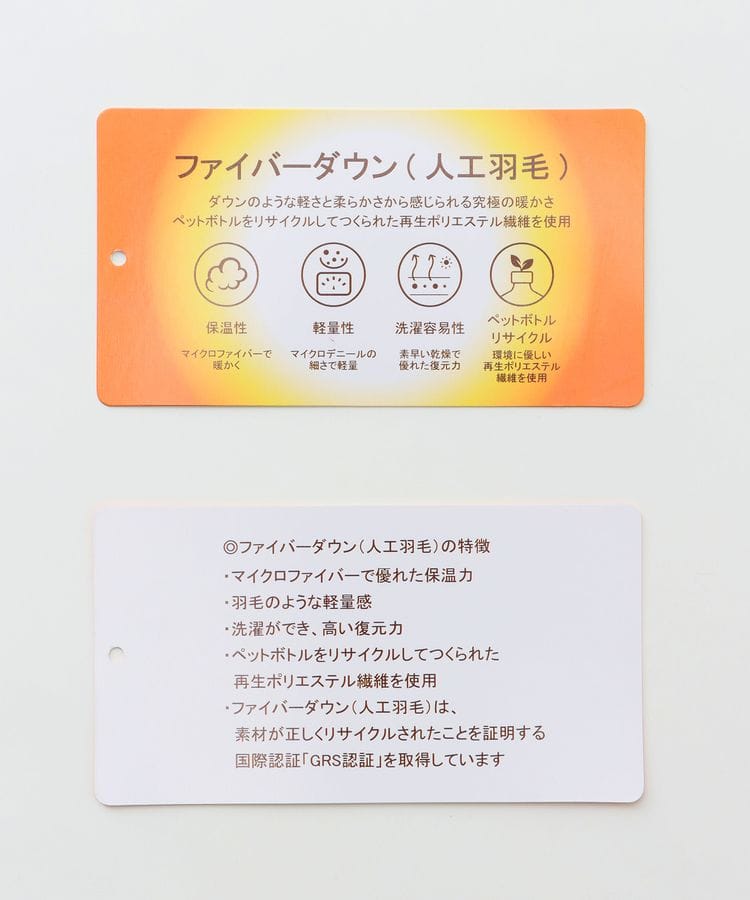 ファイバーダウン(人工羽毛)
ダウンのような軽さと柔らかさから感じられる究極の暖かさ
ペットボトルをリサイクルしてつくられた再生ポリエステル繊維を使用
保温性
マイクロファイバーで
暖かく
軽量性
マイクロデニールの
細さで軽量
洗濯容易性
素早い乾燥で
優れた復元力
ペットボトル
リサイクル
環境に優しい
再生ポリエステル
繊維を使用
◎ファイバーダウン(人工羽毛)の特徴
・マイクロファイバーで優れた保温力
・羽毛のような軽量感
・洗濯ができ、高い復元力
・ペットボトルをリサイクルしてつくられた
再生ポリエステル繊維を使用
・ファイバーダウン(人工羽毛)は、
素材が正しくリサイクルされたことを証明する
国際認証「GRS認証」を取得しています